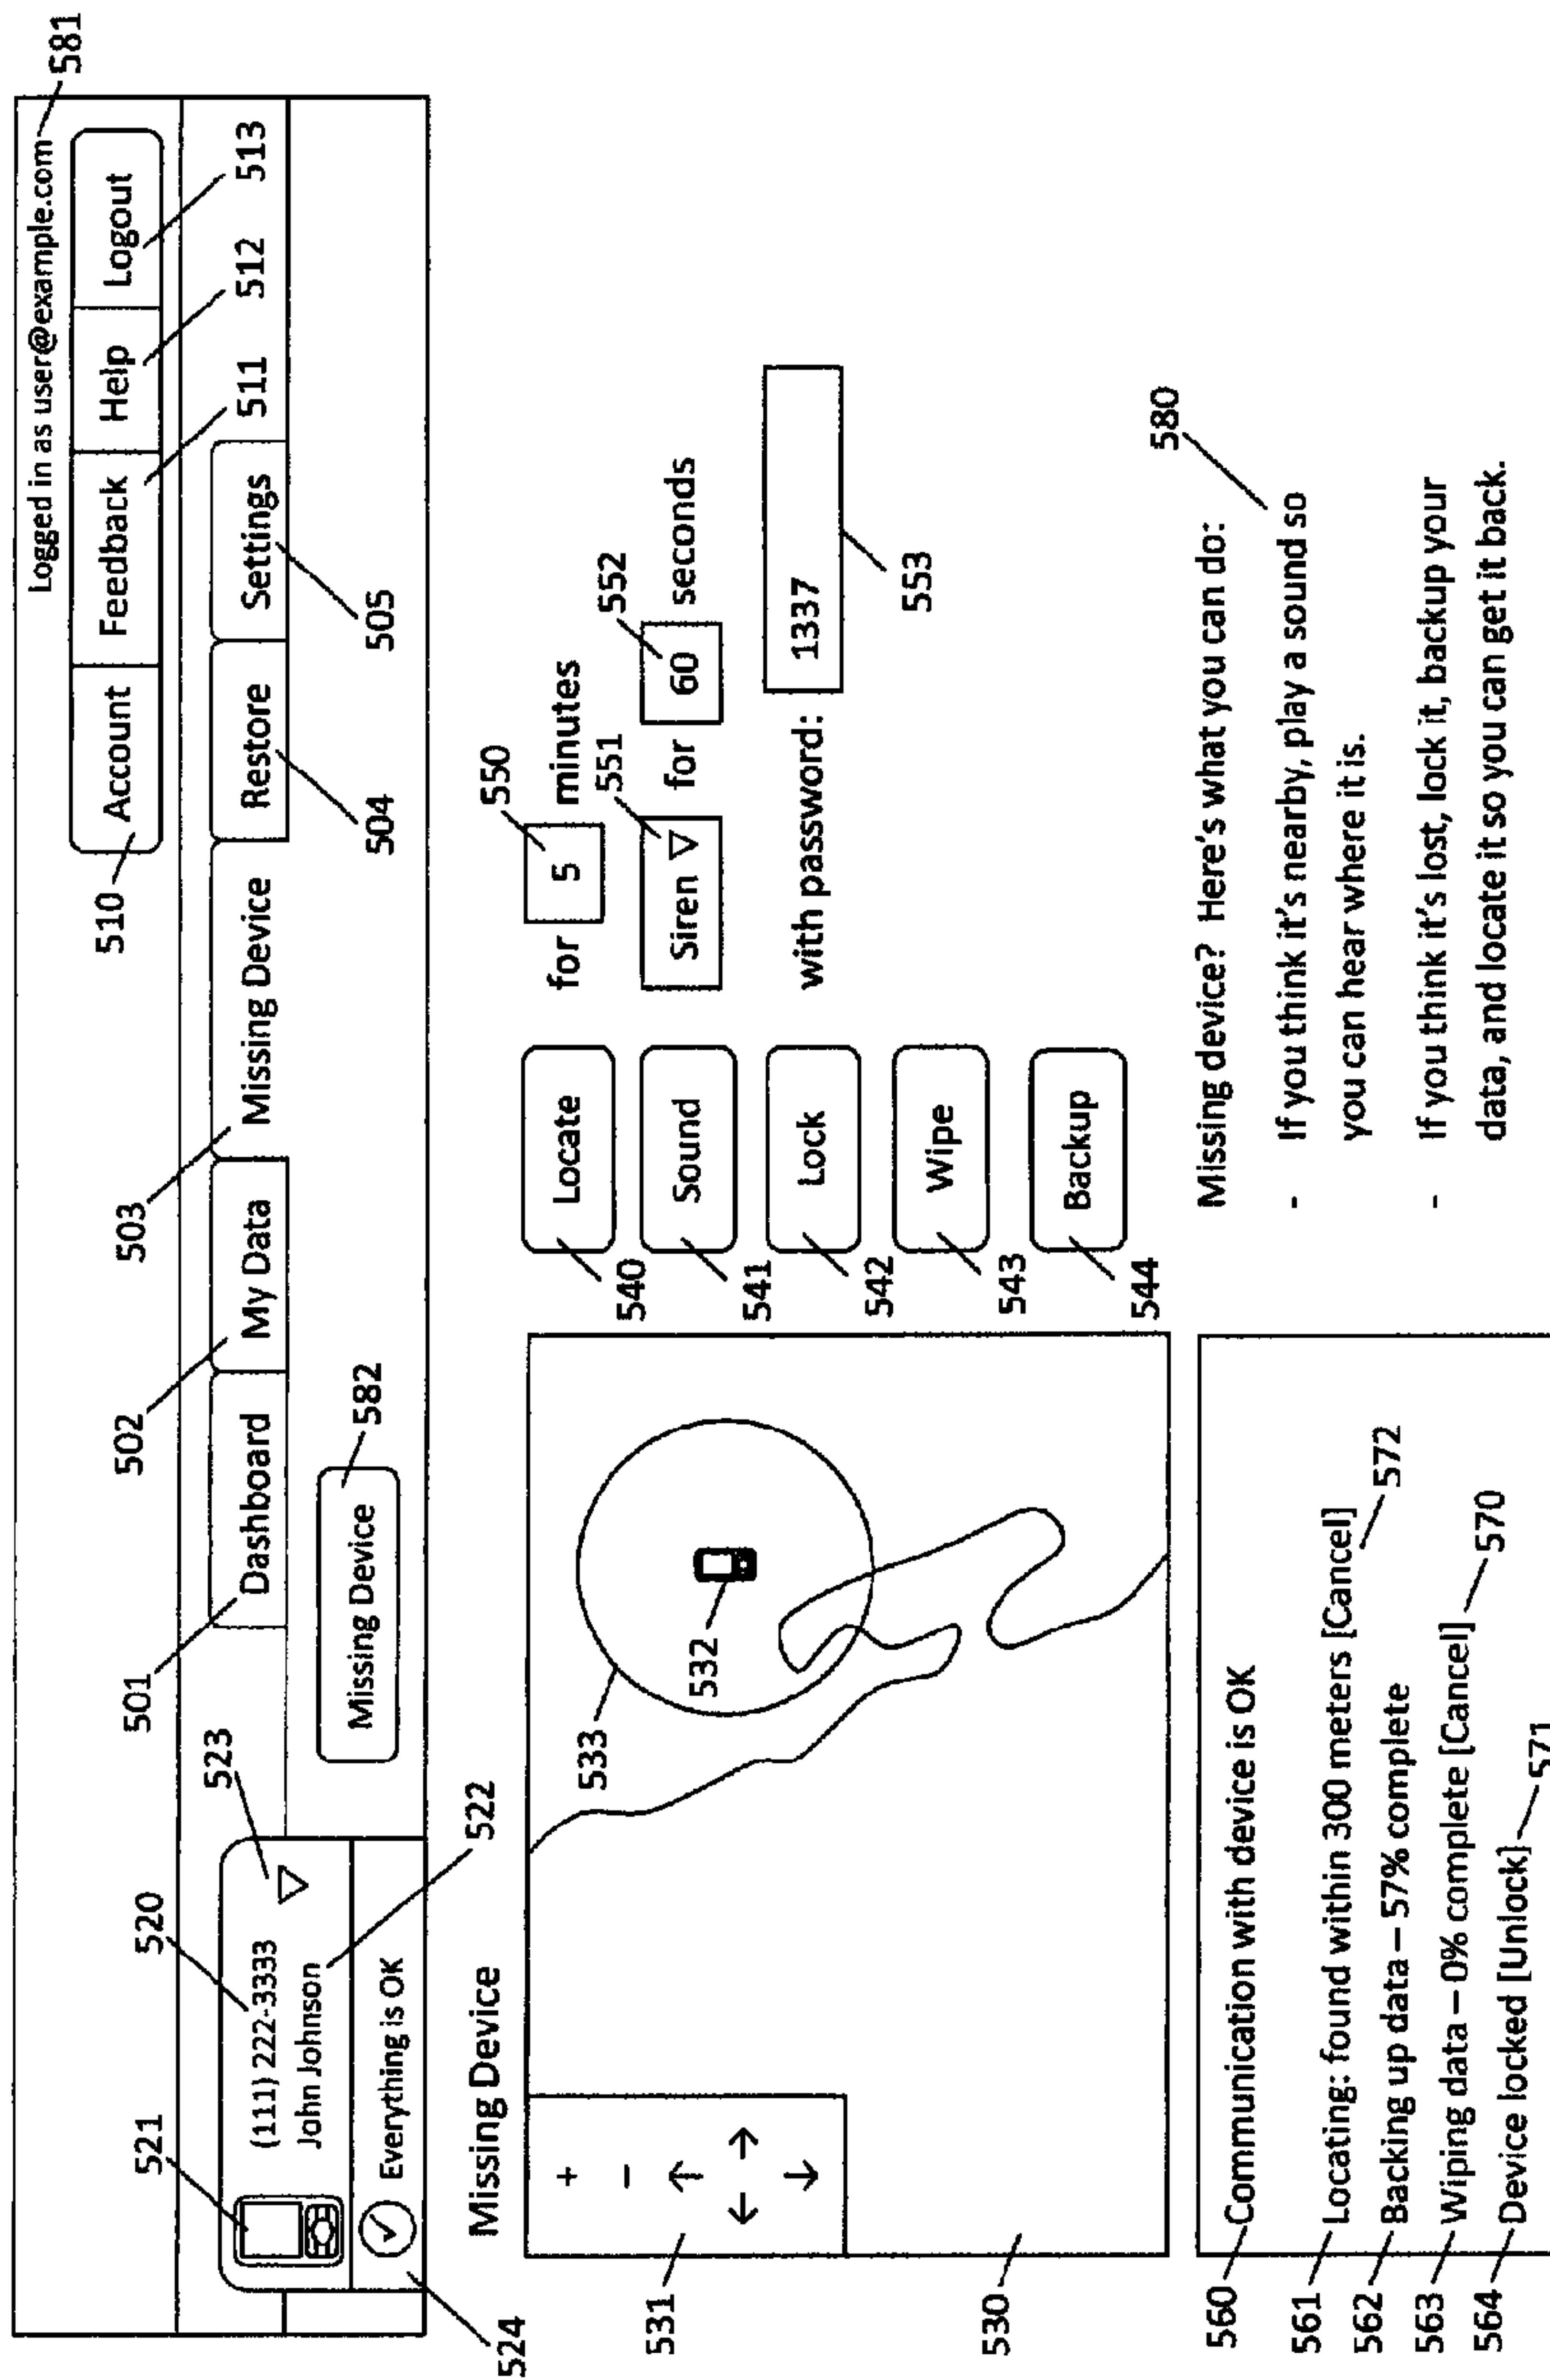 Logged in as user@example.com 581
Account Feedback Help Logout
510 511 512 513
501 502 503
Dashboard My Data Missing Device Restore Settings
504 505
521 520 523
(111) 222-3333 ▽
John Johnson
522
Everything is OK
524
Missing Device
582
Missing Device
531
+
−
↑
← →
↓
530
533
532
540 Locate for 5 minutes
550
541 Sound Siren ▽ for 60 seconds
551 552
542 Lock with password: 1337
553
543 Wipe
544 Backup
560 Communication with device is OK
561 Locating: found within 300 meters [Cancel] 572
562 Backing up data – 57% complete
563 Wiping data – 0% complete [Cancel] 570
564 Device locked [Unlock] 571
Missing device? Here's what you can do:
580
- If you think it's nearby, play a sound so
you can hear where it is.
- If you think it's lost, lock it, backup your
data, and locate it so you can get it back.